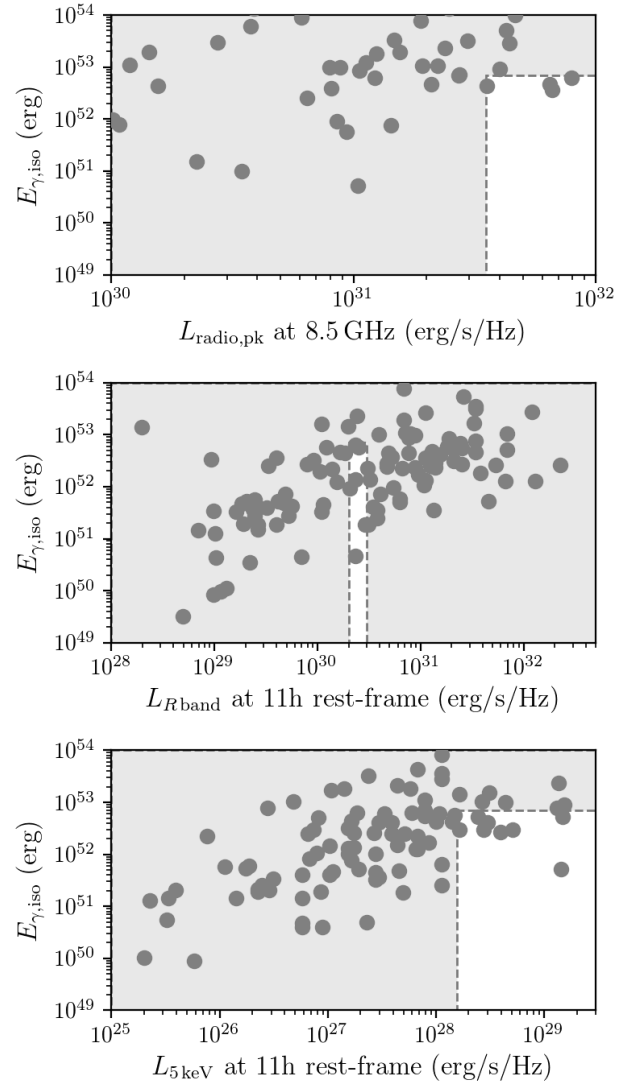 10^54
10^53
10^52
10^51
10^50
10^49
E_γ,iso (erg)
10^30 10^31 10^32
L_radio,pk at 8.5 GHz (erg/s/Hz)
10^54
10^53
10^52
10^51
10^50
10^49
E_γ,iso (erg)
10^28 10^29 10^30 10^31 10^32
L_R band at 11h rest-frame (erg/s/Hz)
10^54
10^53
10^52
10^51
10^50
10^49
E_γ,iso (erg)
10^25 10^26 10^27 10^28 10^29
L_5 keV at 11h rest-frame (erg/s/Hz)